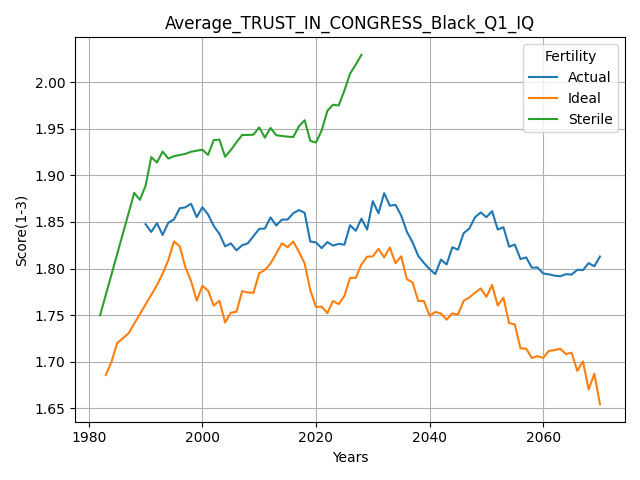 Average_TRUST_IN_CONGRESS_Black_Q1_IQ
Fertility
Actual
Ideal
Sterile
Score(1-3)
2.00
1.95
1.90
1.85
1.80
1.75
1.70
1.65
1980
2000
2020
2040
2060
Years